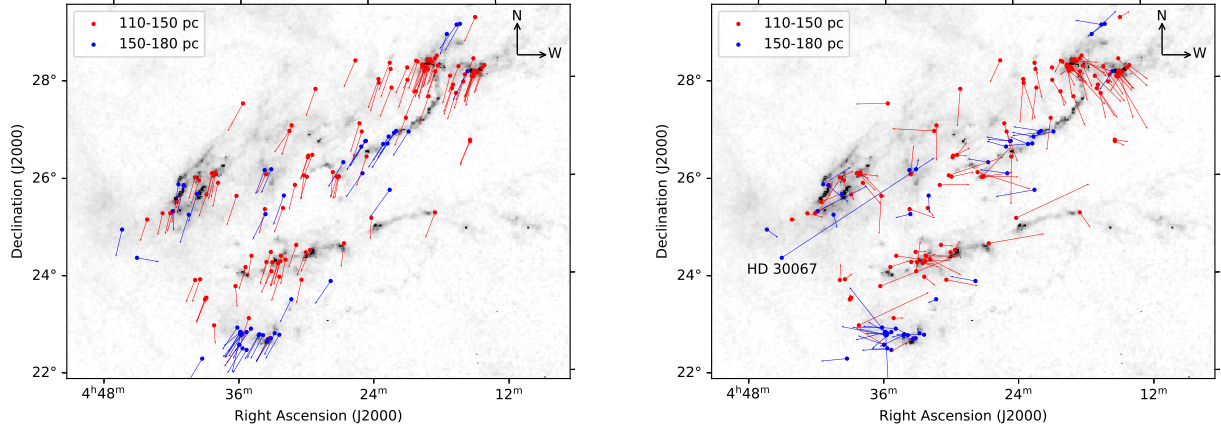 110-150 pc
150-180 pc
N
W
28°
26°
24°
22°
Declination (J2000)
4ʰ48ᵐ
36ᵐ
24ᵐ
12ᵐ
Right Ascension (J2000)
110-150 pc
150-180 pc
N
W
HD 30067
28°
26°
24°
22°
Declination (J2000)
4ʰ48ᵐ
36ᵐ
24ᵐ
12ᵐ
Right Ascension (J2000)